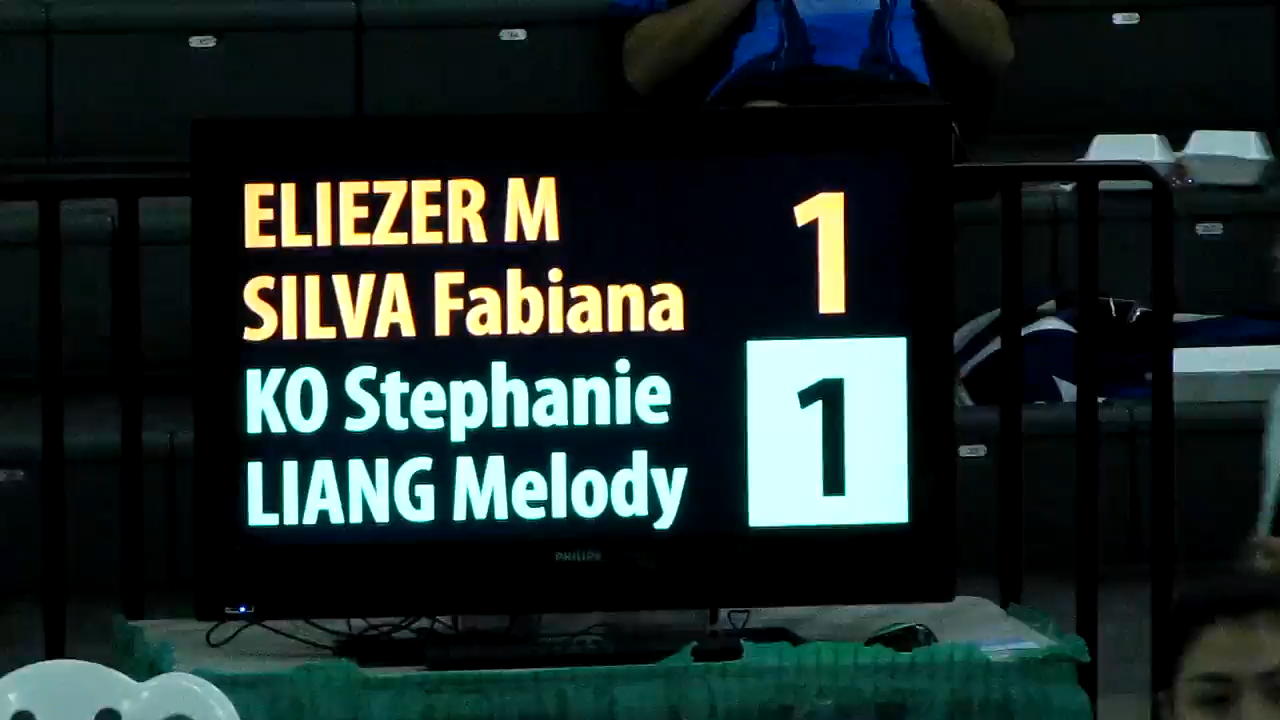 ELIEZER M 1
SILVA Fabiana
KO Stephanie 1
LIANG Melody
PHILIPS